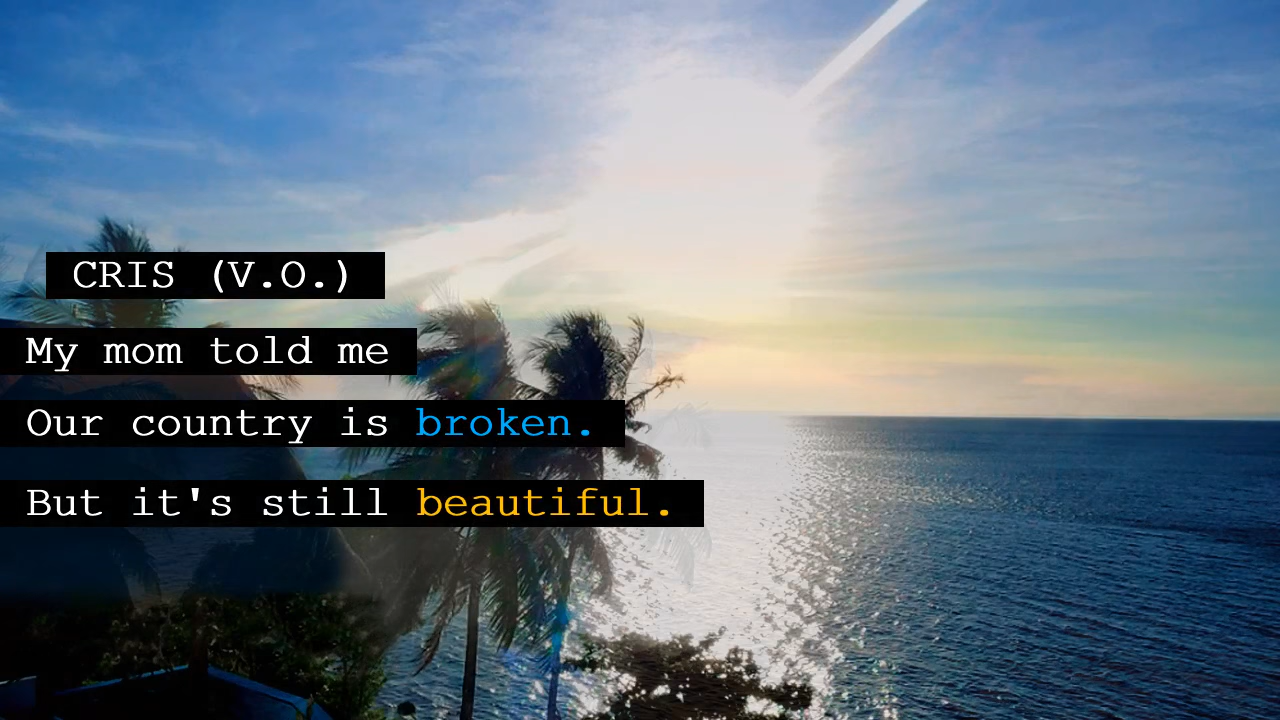 CRIS (V.O.)
My mom told me
Our country is broken.
But it's still beautiful.